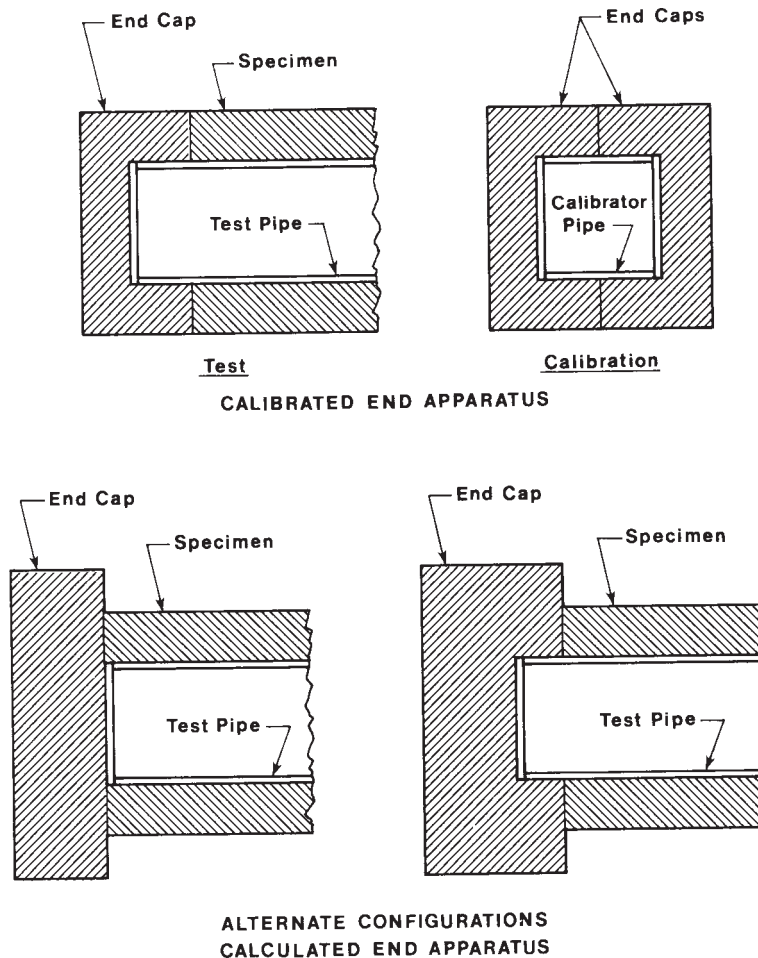 End Cap
Specimen
Test Pipe
Test
End Caps
Calibrator
Pipe
Calibration
CALIBRATED END APPARATUS
End Cap
Specimen
Test Pipe
End Cap
Specimen
Test Pipe
ALTERNATE CONFIGURATIONS
CALCULATED END APPARATUS